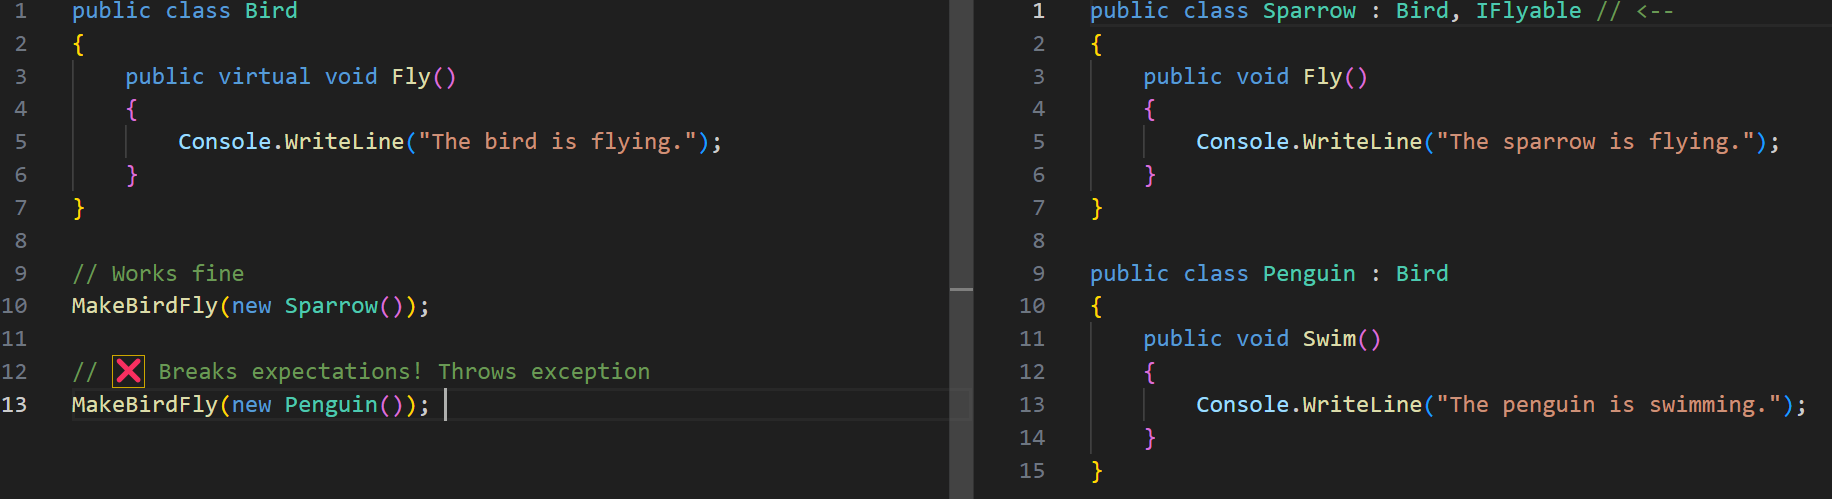 1 public class Bird
2 {
3     public virtual void Fly()
4     {
5         Console.WriteLine("The bird is flying.");
6     }
7 }
8
9 // Works fine
10 MakeBirdFly(new Sparrow());
11
12 // ❌ Breaks expectations! Throws exception
13 MakeBirdFly(new Penguin());
1 public class Sparrow : Bird, IFlyable // <--
2 {
3     public void Fly()
4     {
5         Console.WriteLine("The sparrow is flying.");
6     }
7 }
8
9 public class Penguin : Bird
10 {
11     public void Swim()
12     {
13         Console.WriteLine("The penguin is swimming.");
14     }
15 }